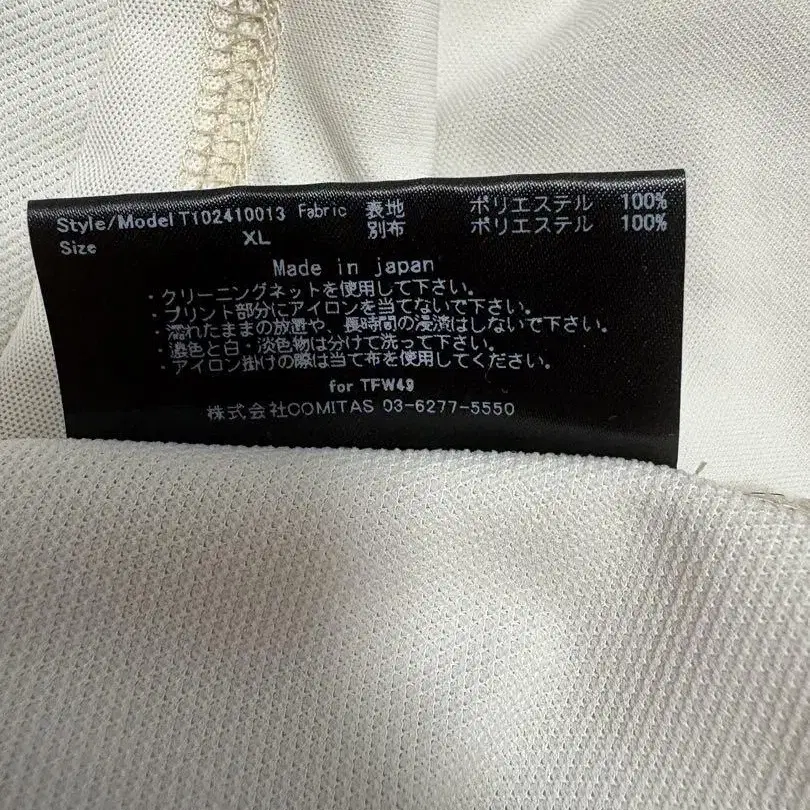 Style/Model T102410013 Fabric 表地 ポリエステル 100%
Size XL 別布 ポリエステル 100%
Made in japan
・クリーニングネットを使用して下さい。
・プリント部分にアイロンを当てないで下さい。
・濡れたままの放置や、長時間の浸漬はしないで下さい。
・濃色と白・淡色物は分けて洗って下さい。
・アイロン掛けの際は当て布を使用してください。
for TFW49
株式会社COMITAS 03-6277-5550